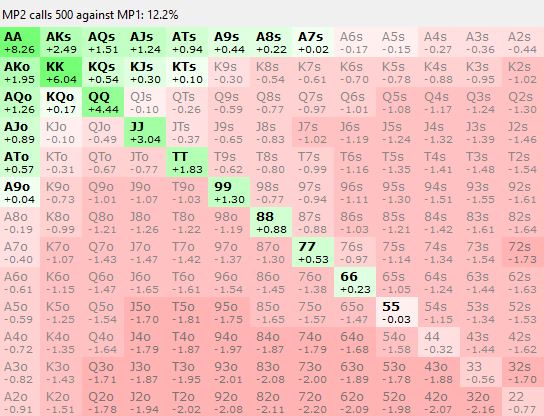 MP2 calls 500 against MP1: 12.2%
AA AKs AQs AJs ATs A9s A8s A7s A6s A5s A4s A3s A2s
+8.26 +2.49 +1.51 +1.24 +0.94 +0.44 +0.22 +0.02 -0.17 -0.15 -0.27 -0.36 -0.44
AKo KK KQs KJs KTs K9s K8s K7s K6s K5s K4s K3s K2s
+1.95 +6.04 +0.54 +0.30 +0.10 -0.30 -0.54 -0.61 -0.70 -0.78 -0.88 -0.95 -1.02
AQo KQo QQ QJs QTs Q9s Q8s Q7s Q6s Q5s Q4s Q3s Q2s
+1.26 +0.17 +4.44 -0.10 -0.26 -0.59 -0.77 -0.97 -1.01 -1.08 -1.17 -1.24 -1.30
AJo KJo QJo JJ JTs J9s J8s J7s J6s J5s J4s J3s J2s
+0.89 -0.10 -0.49 +3.04 -0.37 -0.65 -0.83 -1.02 -1.19 -1.24 -1.32 -1.39 -1.46
ATo KTo QTo JTo TT T9s T8s T7s T6s T5s T4s T3s T2s
+0.57 -0.31 -0.67 -0.77 +1.83 -0.62 -0.80 -0.99 -1.16 -1.35 -1.41 -1.48 -1.54
A9o K9o Q9o J9o T9o 99 98s 97s 96s 95s 94s 93s 92s
+0.04 -0.73 -1.01 -1.07 -1.03 +1.30 -0.77 -0.94 -1.11 -1.30 -1.51 -1.55 -1.61
A8o K8o Q8o J8o T8o 98o 88 87s 86s 85s 84s 83s 82s
-0.19 -0.99 -1.21 -1.26 -1.22 -1.19 +0.88 -0.88 -1.03 -1.21 -1.42 -1.61 -1.64
A7o K7o Q7o J7o T7o 97o 87o 77 76s 75s 74s 73s 72s
-0.40 -1.07 -1.43 -1.47 -1.42 -1.37 -1.30 +0.53 -0.97 -1.14 -1.34 -1.54 -1.73
A6o K6o Q6o J6o T6o 96o 86o 76o 66 65s 64s 63s 62s
-0.61 -1.15 -1.47 -1.65 -1.61 -1.54 -1.45 -1.38 +0.23 -1.05 -1.24 -1.44 -1.63
A5o K5o Q5o J5o T5o 95o 85o 75o 65o 55 54s 53s 52s
-0.59 -1.25 -1.54 -1.70 -1.81 -1.75 -1.65 -1.57 -1.47 -0.03 -1.15 -1.34 -1.53
A4o K4o Q4o J4o T4o 94o 84o 74o 64o 54o 44 43s 42s
-0.72 -1.35 -1.64 -1.79 -1.87 -1.97 -1.87 -1.79 -1.68 -1.58 -0.32 -1.44 -1.62
A3o K3o Q3o J3o T3o 93o 83o 73o 63o 53o 43o 33 32s
-0.82 -1.43 -1.71 -1.87 -1.95 -2.01 -2.08 -2.00 -1.89 -1.78 -1.88 -0.56 -1.70
A2o K2o Q2o J2o T2o 92o 82o 72o 62o 52o 42o 32o 22
-0.91 -1.51 -1.78 -1.94 -2.02 -2.08 -2.11 -2.20 -2.09 -1.98 -2.07 -2.15 -0.77